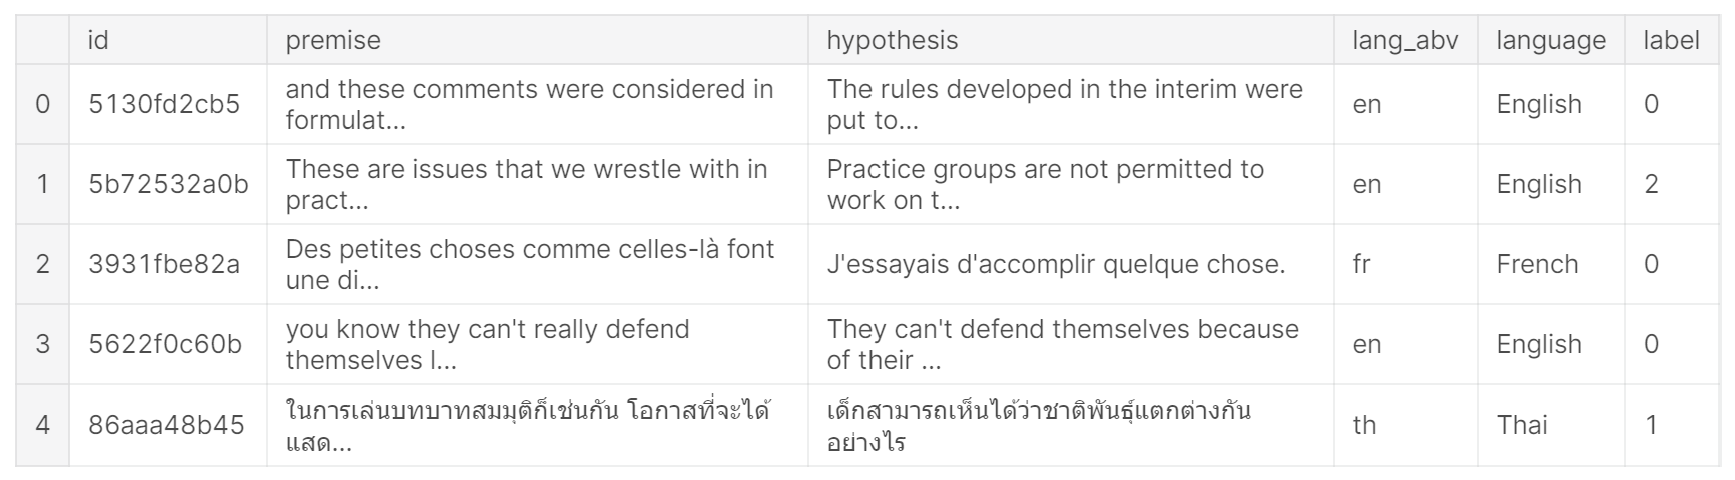 id premise hypothesis lang_abv language label
0 5130fd2cb5 and these comments were considered in formulat... The rules developed in the interim were put to... en English 0
1 5b72532a0b These are issues that we wrestle with in pract... Practice groups are not permitted to work on t... en English 2
2 3931fbe82a Des petites choses comme celles-là font une di... J'essayais d'accomplir quelque chose. fr French 0
3 5622f0c60b you know they can't really defend themselves l... They can't defend themselves because of their ... en English 0
4 86aaa48b45 ในการเล่นบทบาทสมมุติก็เช่นกัน โอกาสที่จะได้แสด... เด็กสามารถเห็นได้ว่าชาติพันธุ์แตกต่างกันอย่างไร th Thai 1